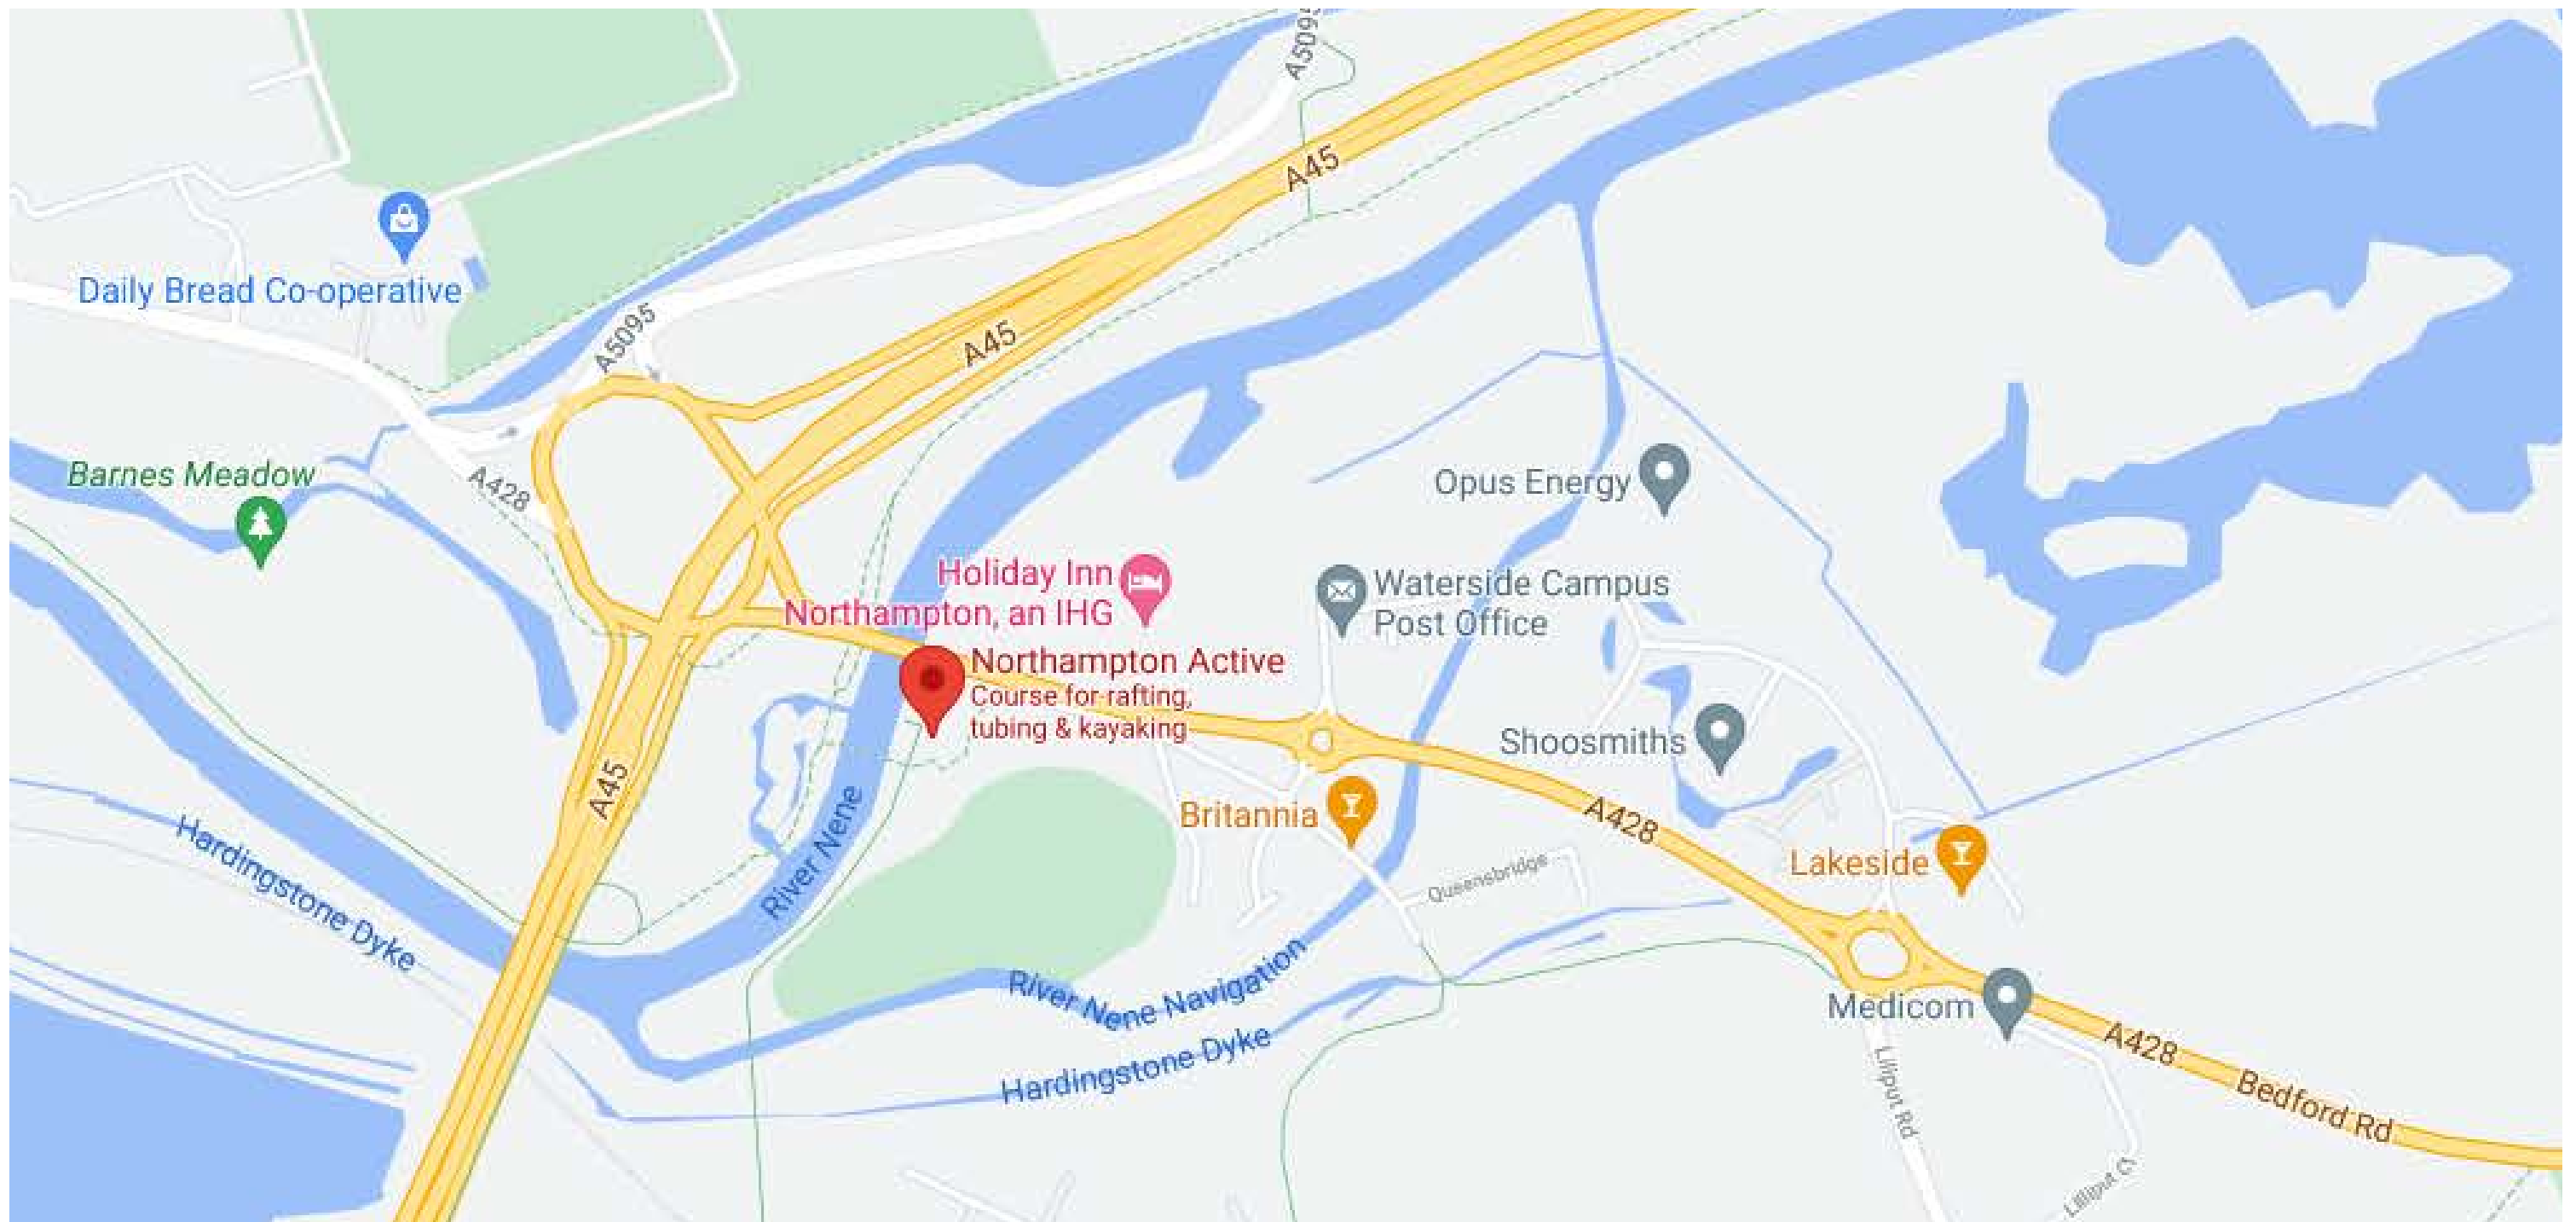 A5095
A45
Daily Bread Co-operative
A5095
A45
Barnes Meadow
A428
Opus Energy
Holiday Inn
Northampton, an IHG
Waterside Campus
Post Office
Northampton Active
Course for rafting,
tubing & kayaking
Shoosmiths
A45
Britannia
A428
River Nene
Hardingstone Dyke
Queensbridge
Lakeside
River Nene Navigation
Medicom
Hardingstone Dyke
A428
Lilliput Rd
Bedford Rd